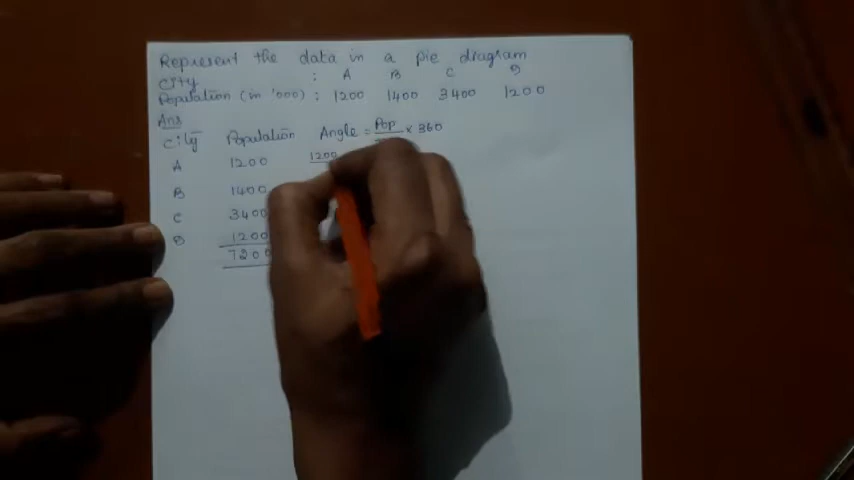 Represent the data in a pie diagram
City : A B C D
Population (in '000) : 1200 1400 3400 1200
Ans
City Population Angle = Pop × 360
A 1200 1200
B 1400
C 3400
D 1200
7200